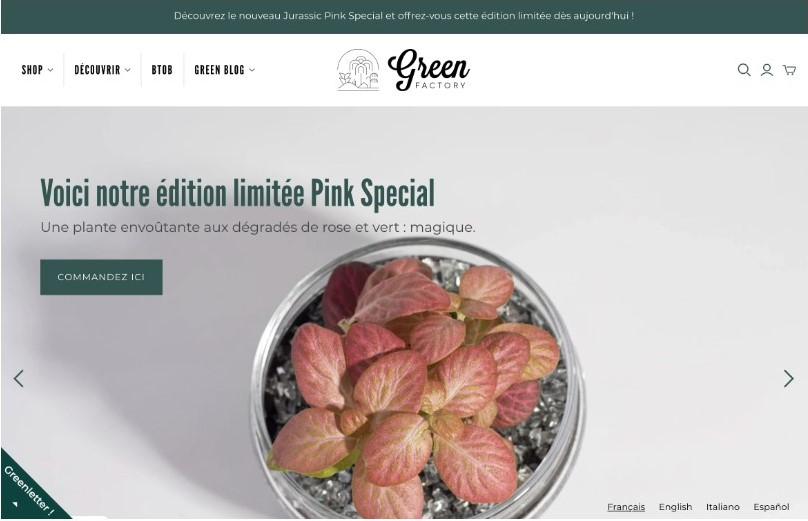 Découvrez le nouveau Jurassic Pink Special et offrez-vous cette édition limitée dès aujourd'hui !
SHOP DÉCOUVRIR BTOB GREEN BLOG
Green
FACTORY
Voici notre édition limitée Pink Special
Une plante envoûtante aux dégradés de rose et vert : magique.
COMMANDEZ ICI
Greenletter !
Français English Italiano Español